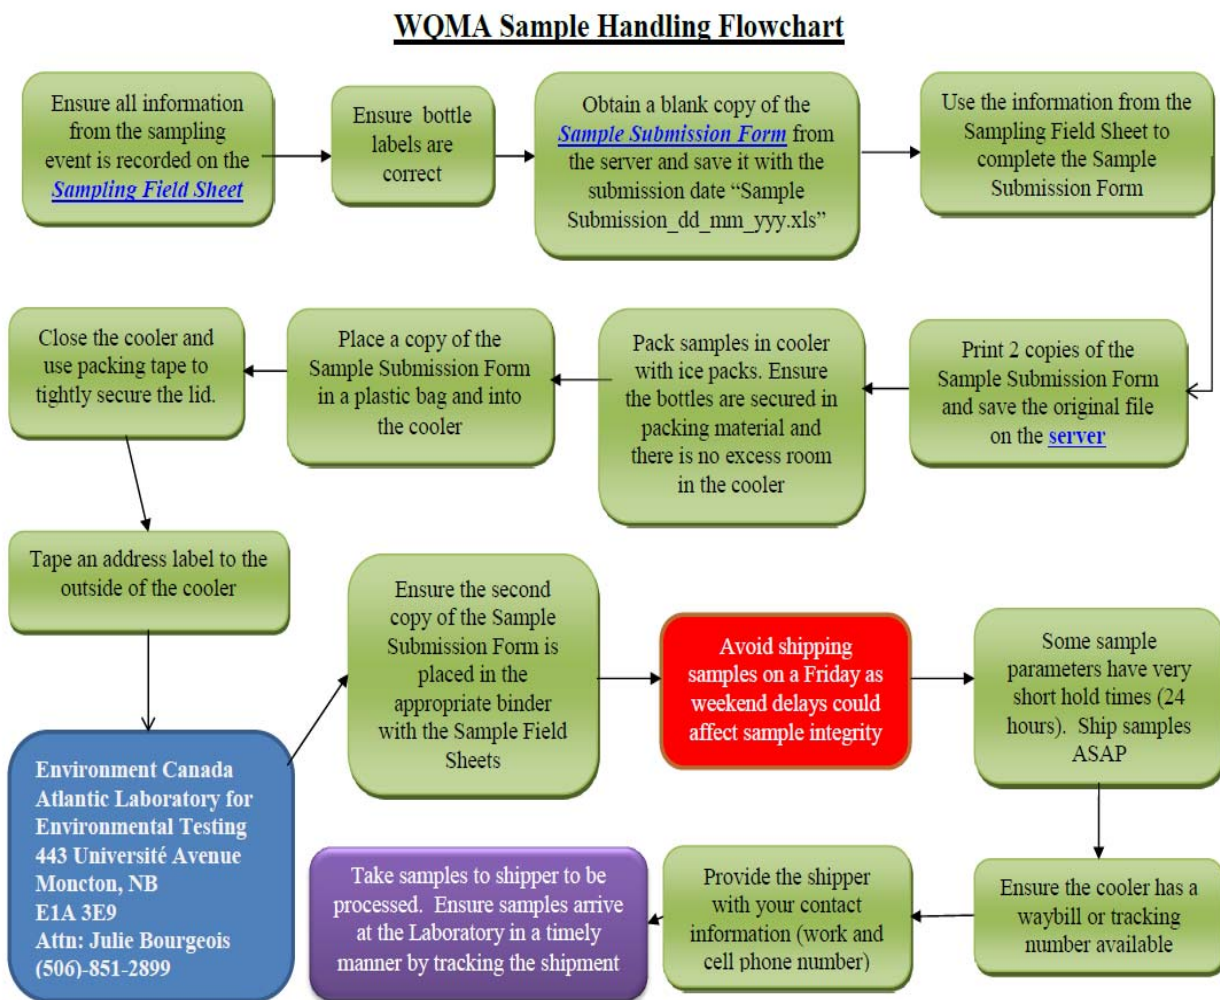 WQMA Sample Handling Flowchart
Ensure all information
from the sampling
event is recorded on the
Sampling Field Sheet
Ensure bottle
labels are
correct
Obtain a blank copy of the
Sample Submission Form from
the server and save it with the
submission date “Sample
Submission_dd_mm_yyy.xls”
Use the information from the
Sampling Field Sheet to
complete the Sample
Submission Form
Print 2 copies of the
Sample Submission Form
and save the original file
on the server
Pack samples in cooler
with ice packs. Ensure
the bottles are secured in
packing material and
there is no excess room
in the cooler
Place a copy of the
Sample Submission Form
in a plastic bag and into
the cooler
Close the cooler and
use packing tape to
tightly secure the lid.
Tape an address label to the
outside of the cooler
Environment Canada
Atlantic Laboratory for
Environmental Testing
443 Université Avenue
Moncton, NB
E1A 3E9
Attn: Julie Bourgeois
(506)-851-2899
Ensure the second
copy of the Sample
Submission Form is
placed in the
appropriate binder
with the Sample Field
Sheets
Avoid shipping
samples on a Friday as
weekend delays could
affect sample integrity
Some sample
parameters have very
short hold times (24
hours). Ship samples
ASAP
Ensure the cooler has a
waybill or tracking
number available
Provide the shipper
with your contact
information (work and
cell phone number)
Take samples to shipper to be
processed. Ensure samples arrive
at the Laboratory in a timely
manner by tracking the shipment